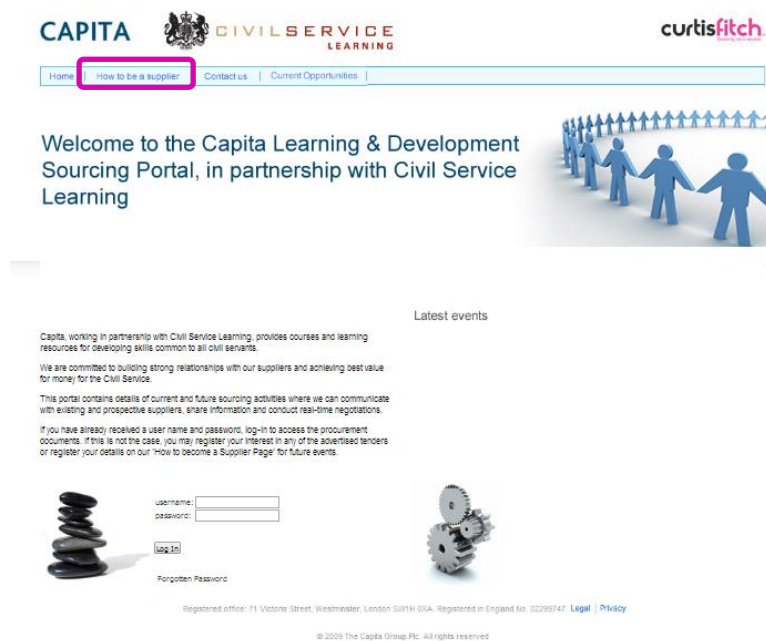 CAPITA
CIVILSERVICE
LEARNING
curtisfitch.
Home | How to be a supplier | Contact us | Current Opportunities |
Welcome to the Capita Learning & Development
Sourcing Portal, in partnership with Civil Service
Learning
Latest events
Capita, working in partnership with Civil Service Learning, provides courses and learning
resources for developing skills common to all civil servants.
We are committed to building strong relationships with our suppliers and achieving best value
for money for the Civil Service.
This portal contains details of current and future sourcing activities where we can communicate
with existing and prospective suppliers, share information and conduct real-time negotiations.
If you have already received a user name and password, log-in to access the procurement
documents. If this is not the case, you may register your interest in any of the advertised tenders
or register your details on our 'How to become a Supplier Page' for future events.
username:
password:
Log In
Forgotten Password
Registered office: 71 Victoria Street, Westminster, London SW1H 0XA. Registered in England No. 02299747. Legal | Privacy
© 2009 The Capita Group Plc. All rights reserved